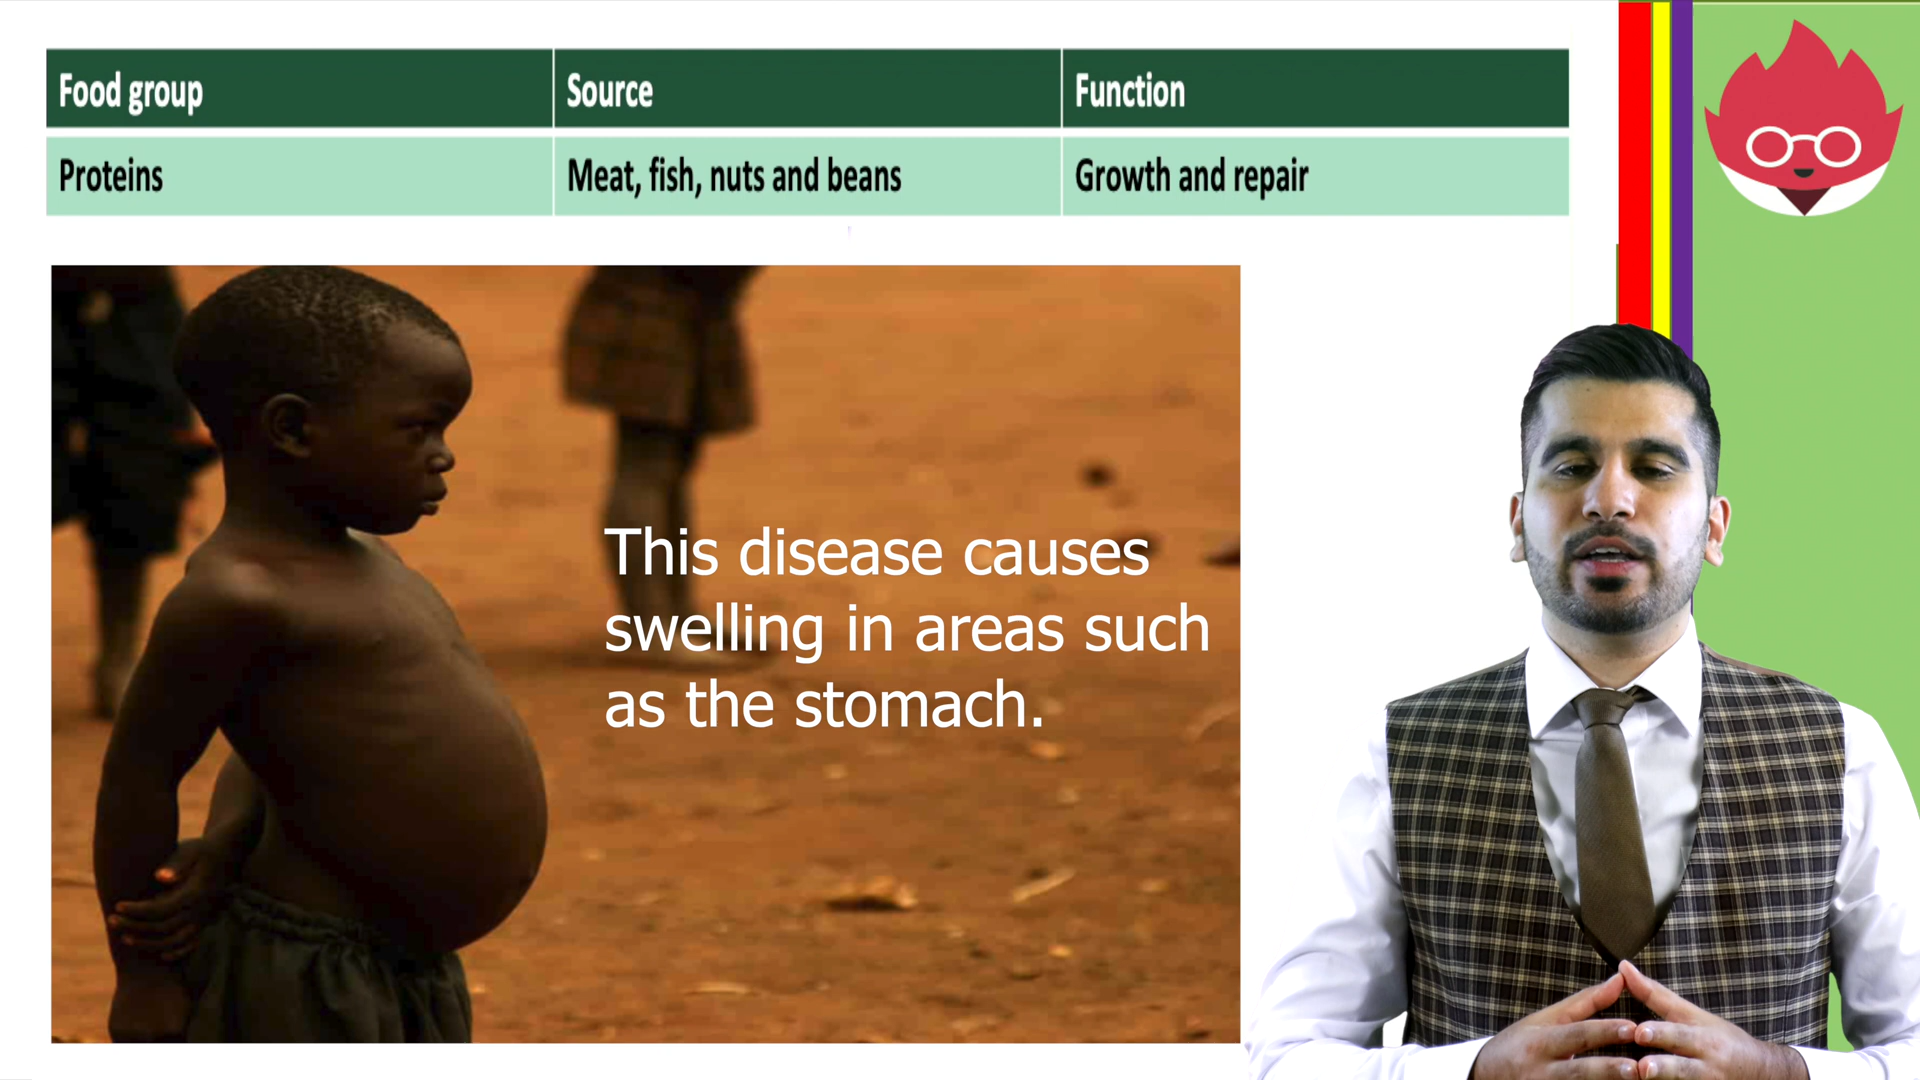 Food group Source Function
Proteins Meat, fish, nuts and beans Growth and repair
This disease causes
swelling in areas such
as the stomach.